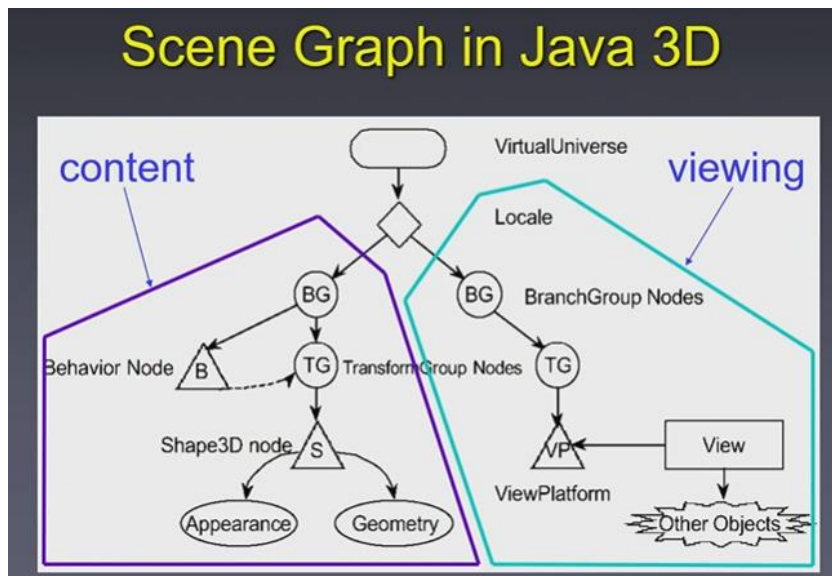 Scene Graph in Java 3D
content
VirtualUniverse
viewing
Locale
BG
BG
BranchGroup Nodes
Behavior Node
B
TG
TransformGroup Nodes
TG
Shape3D node
S
VP
View
ViewPlatform
Appearance
Geometry
Other Objects